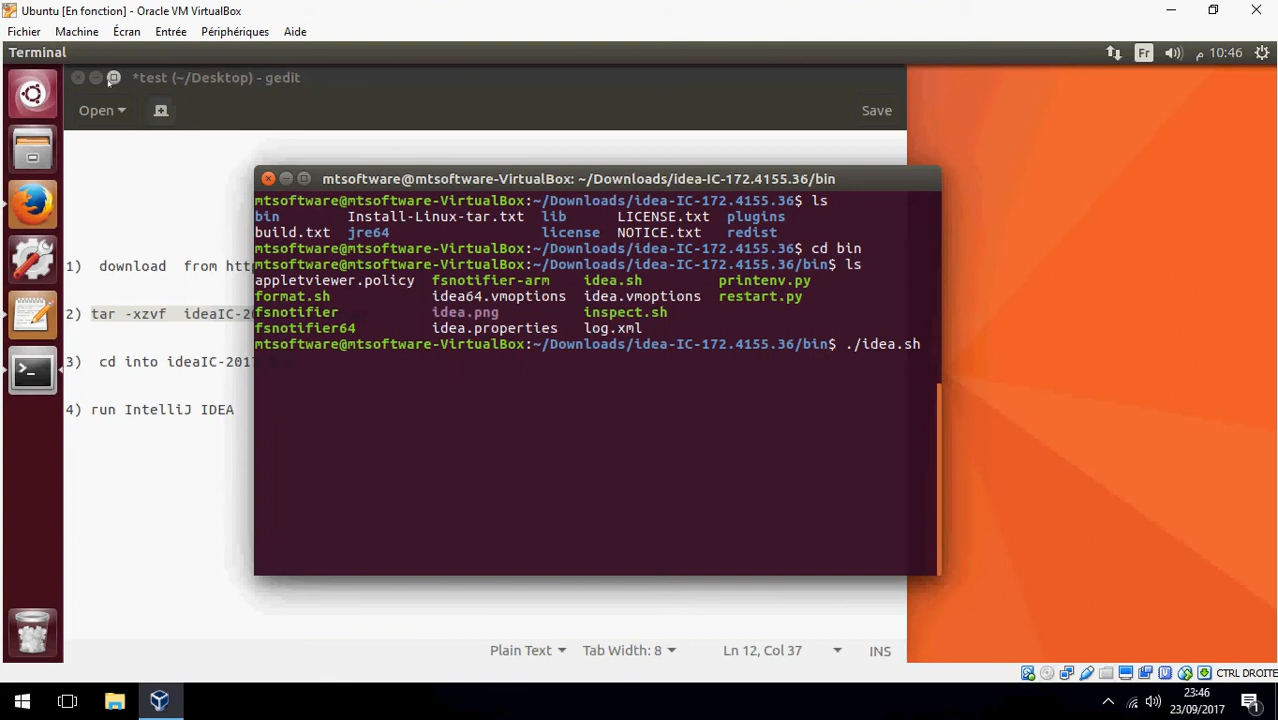 Ubuntu [En fonction] - Oracle VM VirtualBox
Fichier Machine Écran Entrée Périphériques Aide
Terminal Fr م 10:46
*test (~/Desktop) - gedit
Open Save
mtsoftware@mtsoftware-VirtualBox: ~/Downloads/idea-IC-172.4155.36/bin
mtsoftware@mtsoftware-VirtualBox:~/Downloads/idea-IC-172.4155.36$ ls
bin Install-Linux-tar.txt lib LICENSE.txt plugins
build.txt jre64 license NOTICE.txt redist
mtsoftware@mtsoftware-VirtualBox:~/Downloads/idea-IC-172.4155.36$ cd bin
mtsoftware@mtsoftware-VirtualBox:~/Downloads/idea-IC-172.4155.36/bin$ ls
appletviewer.policy fsnotifier-arm idea.sh printenv.py
format.sh idea64.vmoptions idea.vmoptions restart.py
fsnotifier idea.png inspect.sh
fsnotifier64 idea.properties log.xml
mtsoftware@mtsoftware-VirtualBox:~/Downloads/idea-IC-172.4155.36/bin$ ./idea.sh
1) download from htt
2) tar -xzvf ideaIC-20
3) cd into ideaIC-2017
4) run IntelliJ IDEA
Plain Text Tab Width: 8 Ln 12, Col 37 INS
CTRL DROITE
23:46
23/09/2017
1